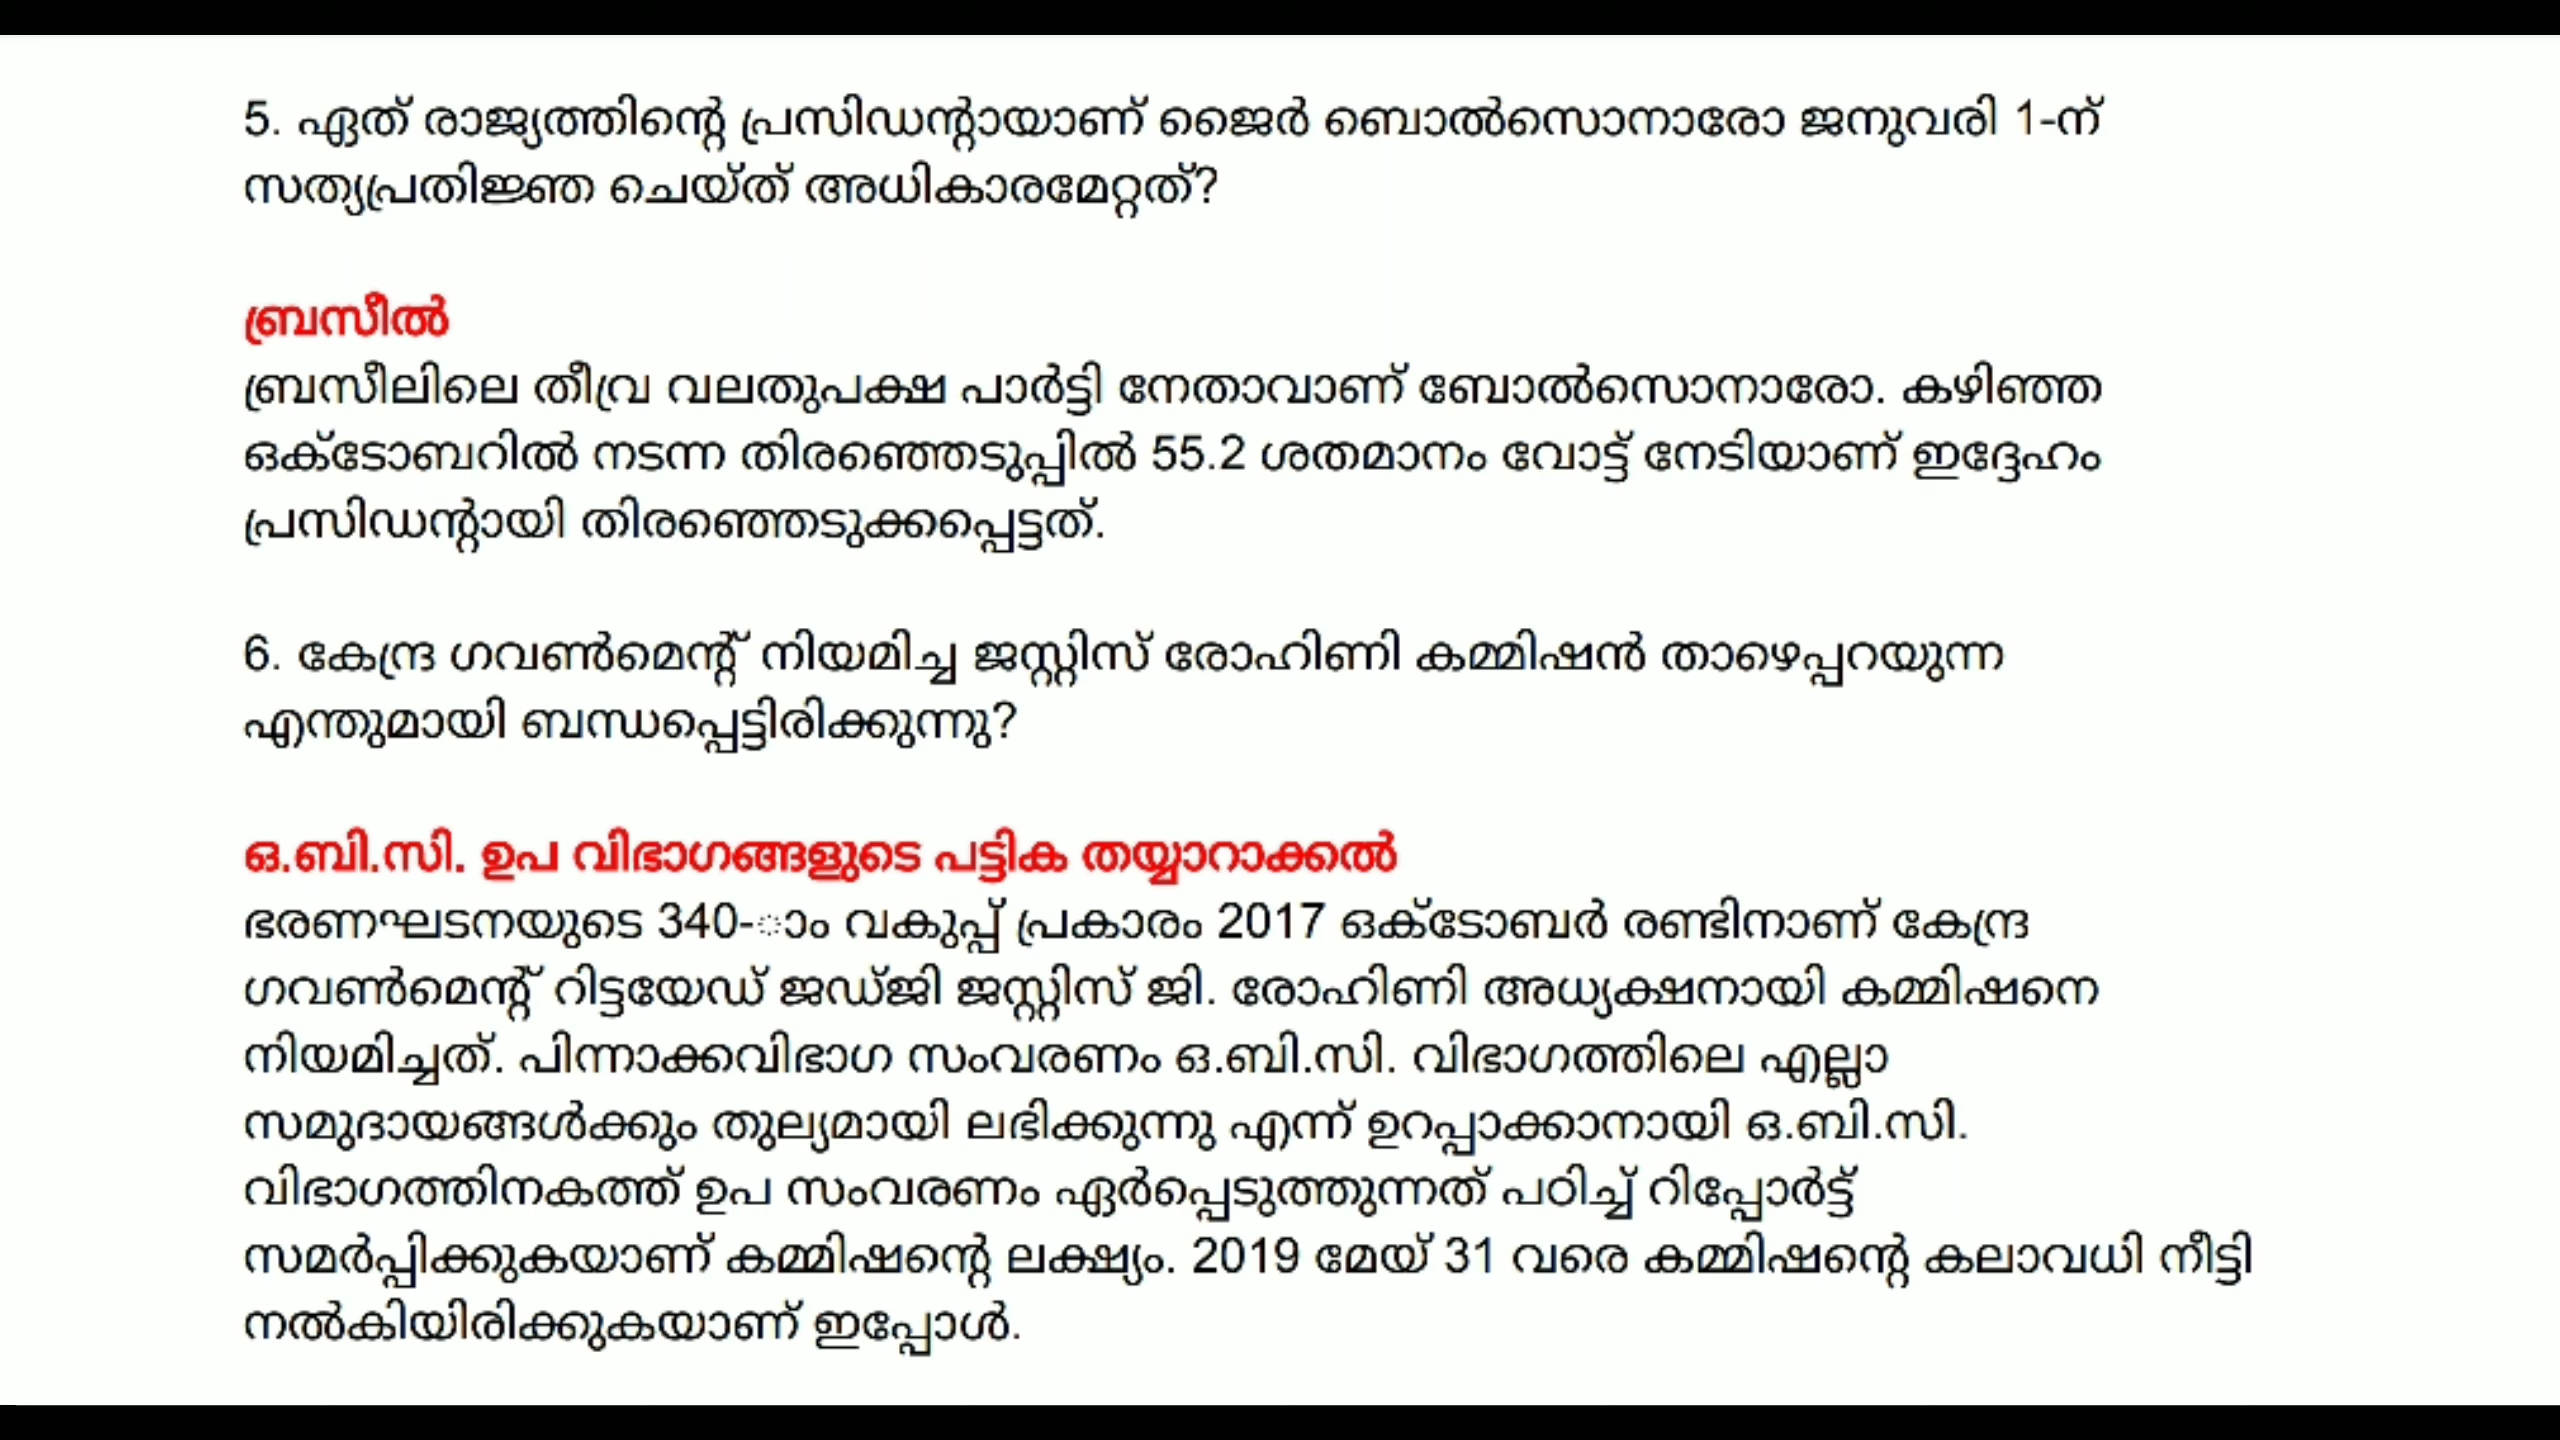 5. ഏത് രാജ്യത്തിന്റെ പ്രസിഡന്റായാണ് ജൈർ ബൊൽസൊനാരോ ജനുവരി 1-ന്
സത്യപ്രതിജ്ഞ ചെയ്ത് അധികാരമേറ്റത്?
ബ്രസീൽ
ബ്രസീലിലെ തീവ്ര വലതുപക്ഷ പാർട്ടി നേതാവാണ് ബോൽസൊനാരോ. കഴിഞ്ഞ
ഒക്ടോബറിൽ നടന്ന തിരഞ്ഞെടുപ്പിൽ 55.2 ശതമാനം വോട്ട് നേടിയാണ് ഇദ്ദേഹം
പ്രസിഡന്റായി തിരഞ്ഞെടുക്കപ്പെട്ടത്.
6. കേന്ദ്ര ഗവൺമെന്റ് നിയമിച്ച ജസ്റ്റിസ് രോഹിണി കമ്മിഷൻ താഴെപ്പറയുന്ന
എന്തുമായി ബന്ധപ്പെട്ടിരിക്കുന്നു?
ഒ.ബി.സി. ഉപ വിഭാഗങ്ങളുടെ പട്ടിക തയ്യാറാക്കൽ
ഭരണഘടനയുടെ 340-ാം വകുപ്പ് പ്രകാരം 2017 ഒക്ടോബർ രണ്ടിനാണ് കേന്ദ്ര
ഗവൺമെന്റ് റിട്ടയേഡ് ജഡ്ജി ജസ്റ്റിസ് ജി. രോഹിണി അധ്യക്ഷനായി കമ്മിഷനെ
നിയമിച്ചത്. പിന്നാക്കവിഭാഗ സംവരണം ഒ.ബി.സി. വിഭാഗത്തിലെ എല്ലാ
സമുദായങ്ങൾക്കും തുല്യമായി ലഭിക്കുന്നു എന്ന് ഉറപ്പാക്കാനായി ഒ.ബി.സി.
വിഭാഗത്തിനകത്ത് ഉപ സംവരണം ഏർപ്പെടുത്തുന്നത് പഠിച്ച് റിപ്പോർട്ട്
സമർപ്പിക്കുകയാണ് കമ്മിഷന്റെ ലക്ഷ്യം. 2019 മേയ് 31 വരെ കമ്മിഷന്റെ കലാവധി നീട്ടി
നൽകിയിരിക്കുകയാണ് ഇപ്പോൾ.